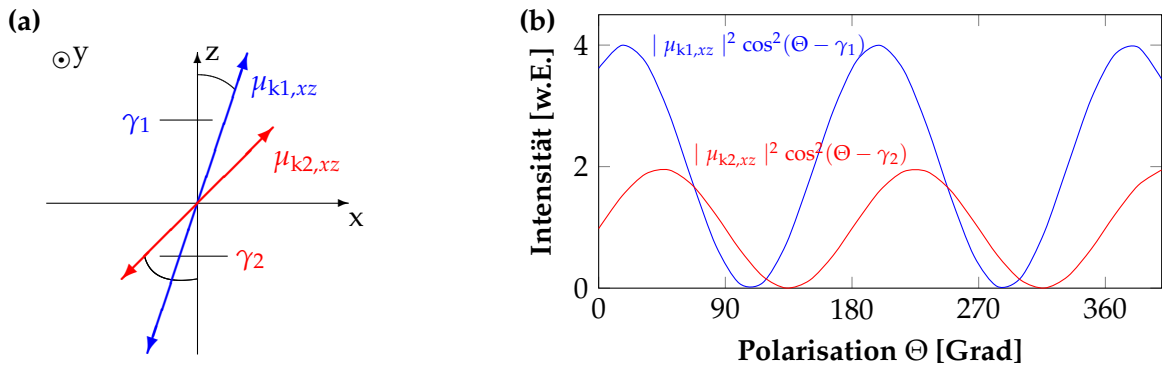 (a)
⊙y
z
μk1,xz
γ1
μk2,xz
x
γ2
(b)
| μk1,xz |² cos²(Θ − γ1)
| μk2,xz |² cos²(Θ − γ2)
Intensität [w.E.]
4
2
0
0 90 180 270 360
Polarisation Θ [Grad]